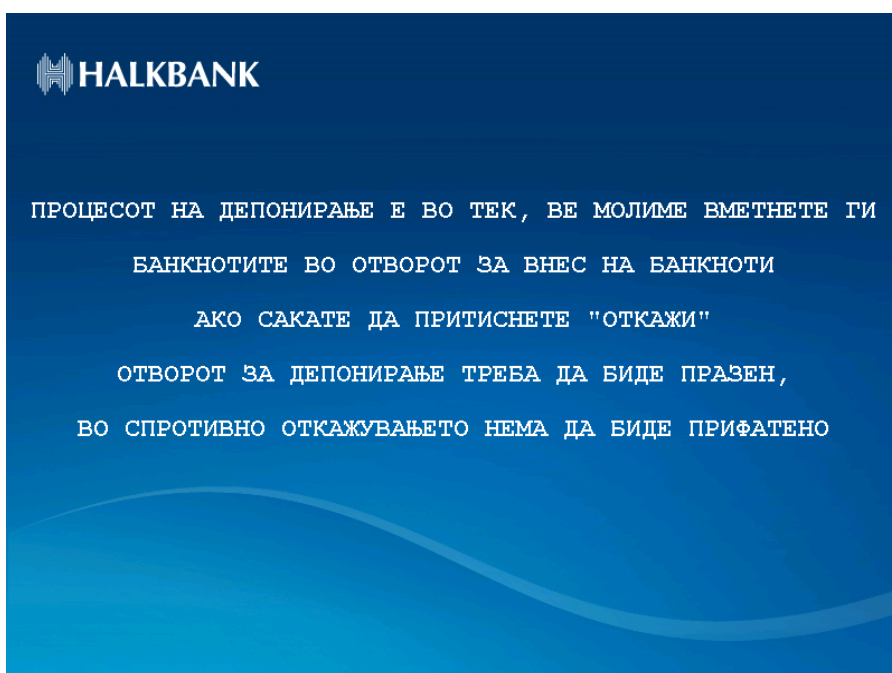 HALKBANK
ПРОЦЕСОТ НА ДЕПОНИРАЊЕ Е ВО ТЕК, ВЕ МОЛИМЕ ВМЕТНЕТЕ ГИ
БАНКНОТИТЕ ВО ОТВОРОТ ЗА ВНЕС НА БАНКНОТИ
АКО САКАТЕ ДА ПРИТИСНЕТЕ "ОТКАЖИ"
ОТВОРОТ ЗА ДЕПОНИРАЊЕ ТРЕБА ДА БИДЕ ПРАЗЕН,
ВО СПРОТИВНО ОТКАЖУВАЊЕТО НЕМА ДА БИДЕ ПРИФАТЕНО